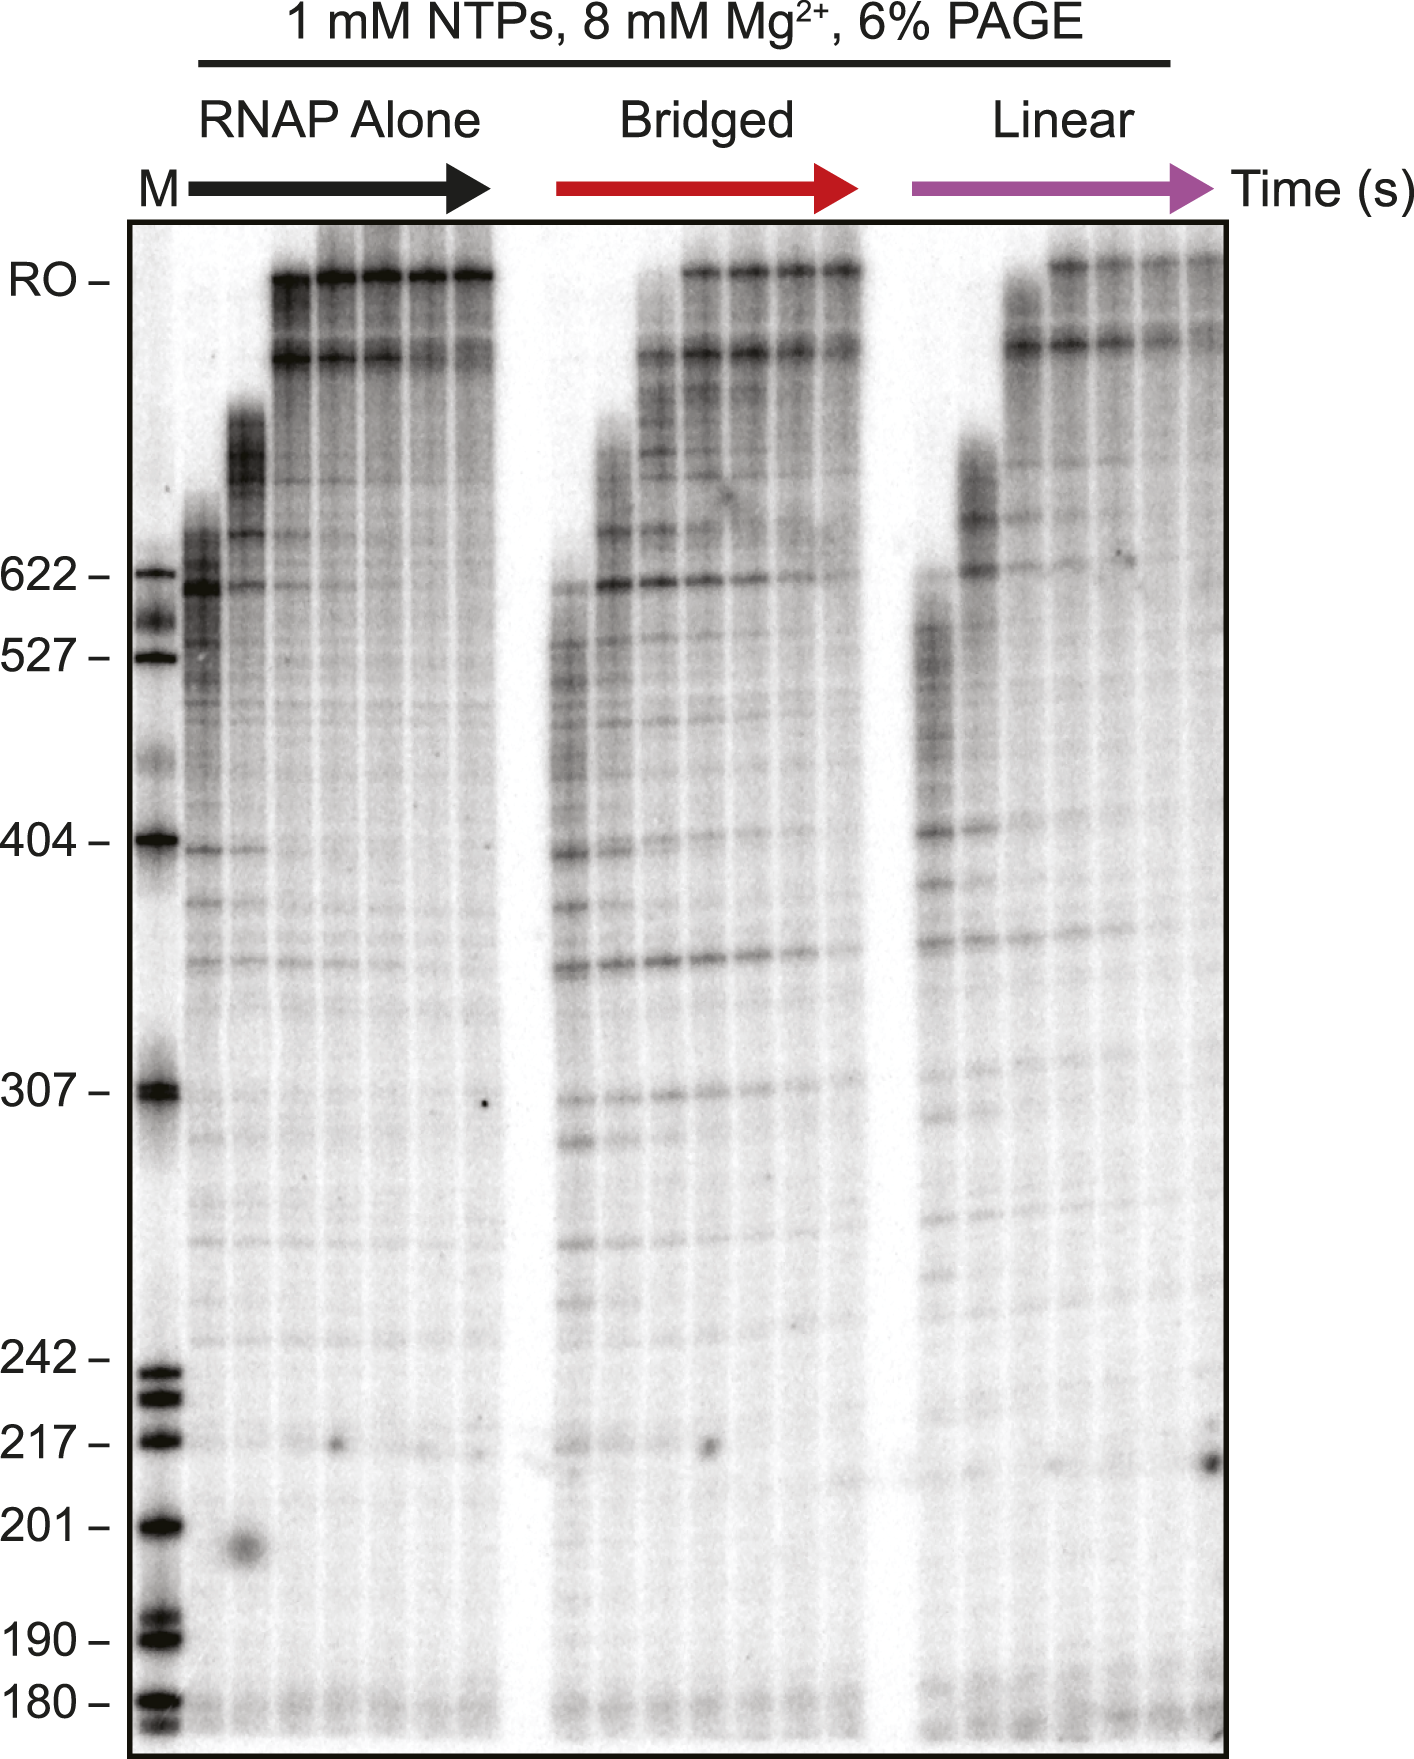 1 mM NTPs, 8 mM Mg²⁺, 6% PAGE
RNAP Alone Bridged Linear
M Time (s)
RO –
622 –
527 –
404 –
307 –
242 –
217 –
201 –
190 –
180 –